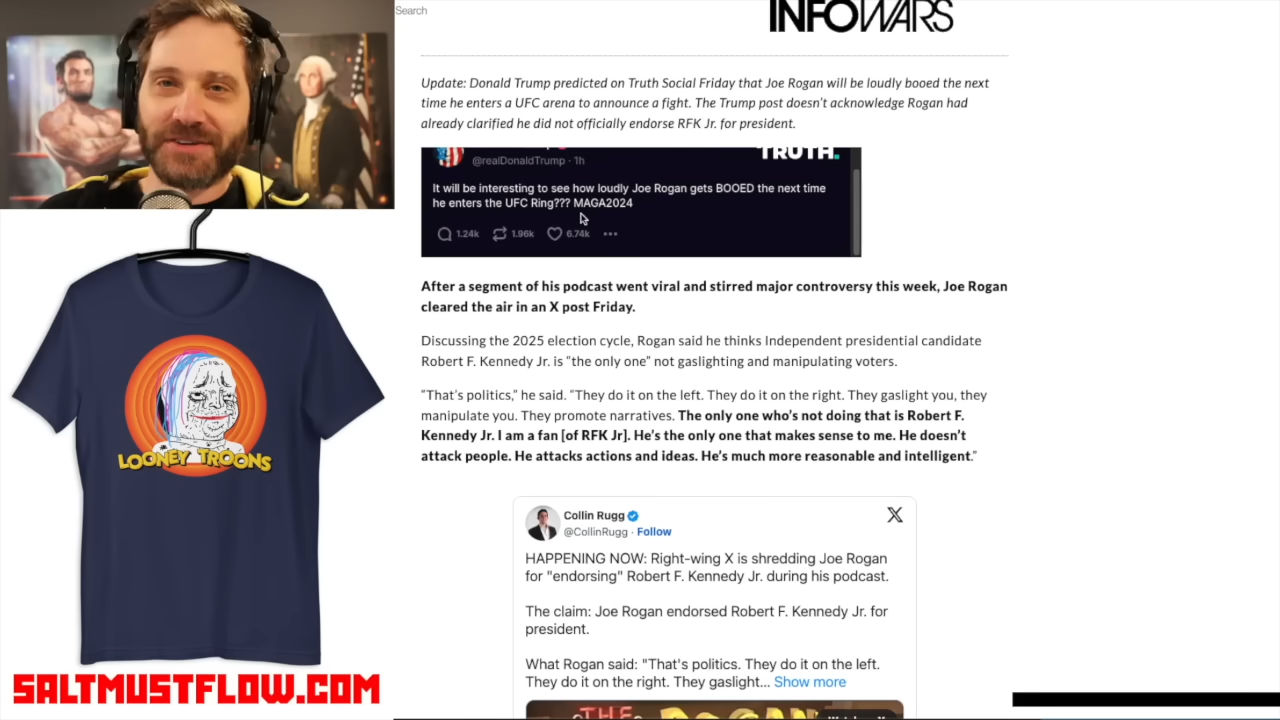 Search
INFOWARS
Update: Donald Trump predicted on Truth Social Friday that Joe Rogan will be loudly booed the next
time he enters a UFC arena to announce a fight. The Trump post doesn't acknowledge Rogan had
already clarified he did not officially endorse RFK Jr. for president.
@realDonaldTrump · 1h
TRUTH.
It will be interesting to see how loudly Joe Rogan gets BOOED the next time
he enters the UFC Ring??? MAGA2024
1.24k 1.96k 6.74k
After a segment of his podcast went viral and stirred major controversy this week, Joe Rogan
cleared the air in an X post Friday.
Discussing the 2025 election cycle, Rogan said he thinks Independent presidential candidate
Robert F. Kennedy Jr. is “the only one” not gaslighting and manipulating voters.
“That’s politics,” he said. “They do it on the left. They do it on the right. They gaslight you, they
manipulate you. They promote narratives. The only one who’s not doing that is Robert F.
Kennedy Jr. I am a fan [of RFK Jr]. He’s the only one that makes sense to me. He doesn’t
attack people. He attacks actions and ideas. He’s much more reasonable and intelligent.”
Collin Rugg
@CollinRugg · Follow
HAPPENING NOW: Right-wing X is shredding Joe Rogan
for "endorsing" Robert F. Kennedy Jr. during his podcast.
The claim: Joe Rogan endorsed Robert F. Kennedy Jr. for
president.
What Rogan said: "That's politics. They do it on the left.
They do it on the right. They gaslight... Show more
THE
LOONEY TROONS
SALTMUSTFLOW.COM